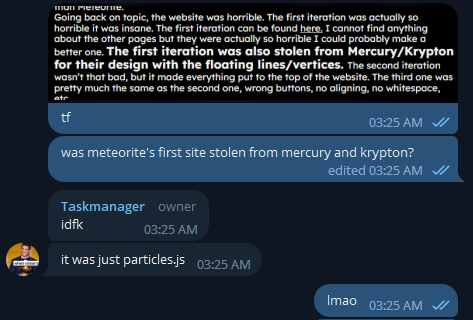 than Meteorite.
Going back on topic, the website was horrible. The first iteration was actually so
horrible it was insane. The first iteration can be found here. I cannot find anything
about the other pages but they were actually so horrible I could probably make a
better one. The first iteration was also stolen from Mercury/Krypton
for their design with the floating lines/vertices. The second iteration
wasn't that bad, but it made everything put to the top of the website. The third one was
pretty much the same as the second one, wrong buttons, no aligning, no whitespace,
etc
tf
03:25 AM
was meteorite's first site stolen from mercury and krypton?
edited 03:25 AM
Taskmanager owner
idfk
03:25 AM
it was just particles.js 03:25 AM
lmao 03:25 AM